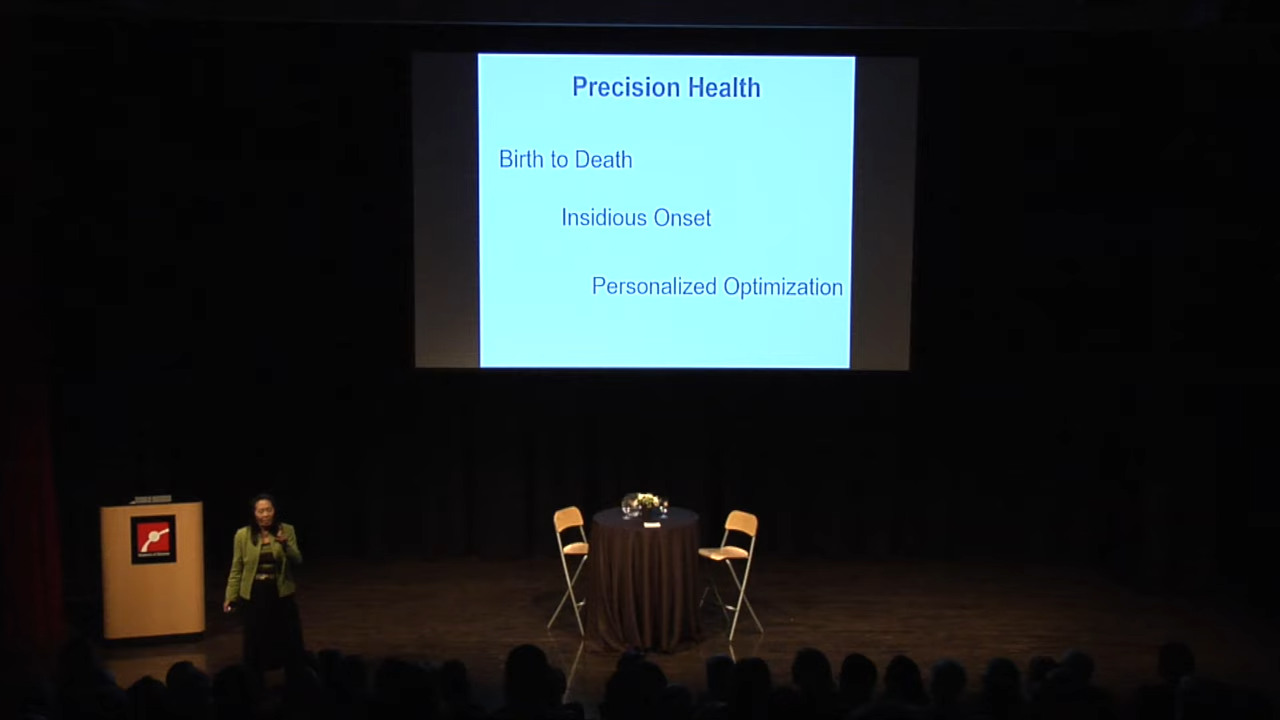 Precision Health
Birth to Death
Insidious Onset
Personalized Optimization